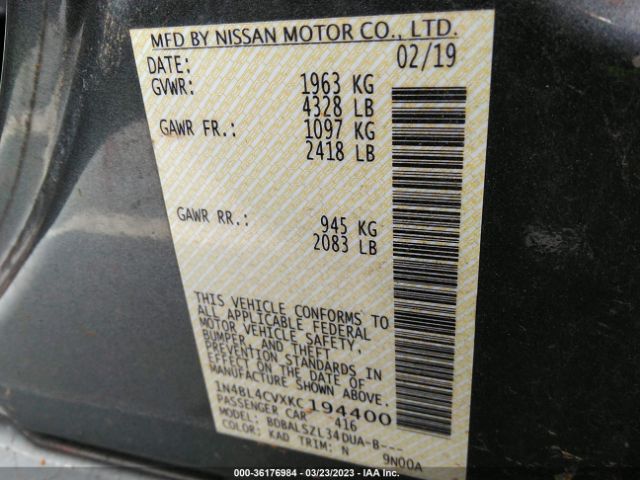 MFD BY NISSAN MOTOR CO., LTD.
DATE: 02/19
GVWR: 1963 KG
4328 LB
GAWR FR.: 1097 KG
2418 LB
GAWR RR.: 945 KG
2083 LB
THIS VEHICLE CONFORMS TO
ALL APPLICABLE FEDERAL
MOTOR VEHICLE SAFETY,
BUMPER, AND THEFT
PREVENTION STANDARDS IN
EFFECT ON THE DATE OF
MANUFACTURE SHOWN ABOVE.
1N4BL4CVXKC194400
PASSENGER CAR 416
MODEL: BDBALSZL34DUA-B---
COLOR: KAD TRIM: N 9N00A
000-36176984 - 03/23/2023 - IAA Inc.